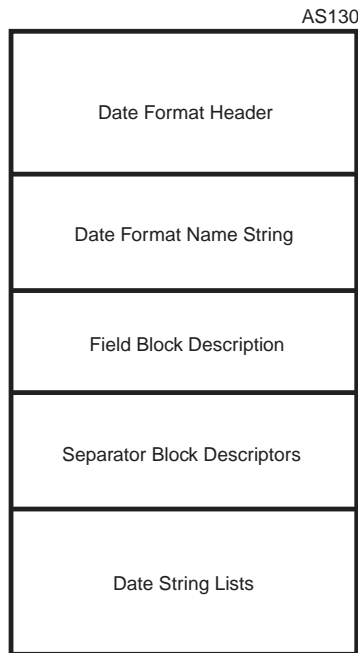 AS130
Date Format Header
Date Format Name String
Field Block Description
Separator Block Descriptors
Date String Lists